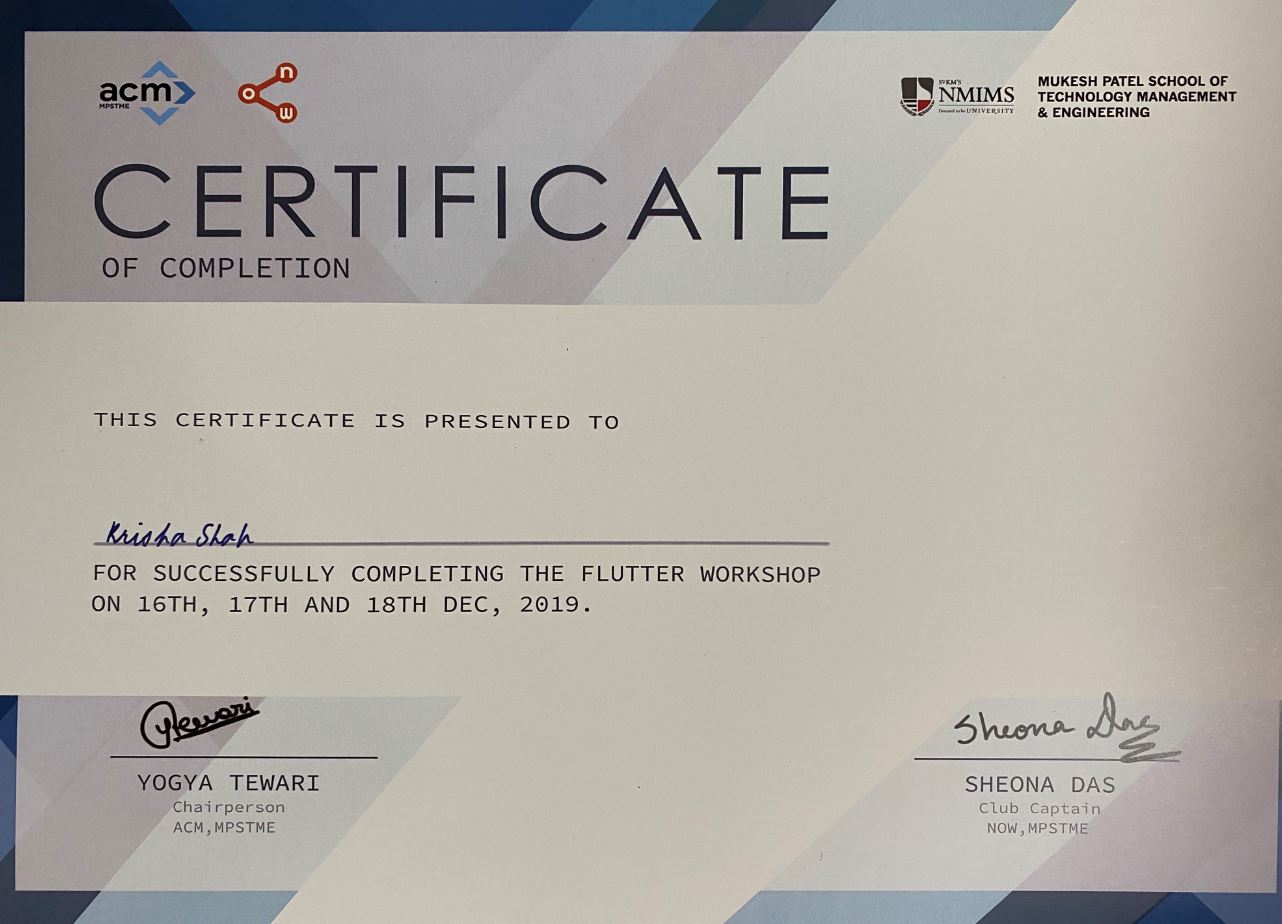 acm
MPSTME
n
o
w
SVKM'S
NMIMS
Deemed to be UNIVERSITY
MUKESH PATEL SCHOOL OF
TECHNOLOGY MANAGEMENT
& ENGINEERING
CERTIFICATE
OF COMPLETION
THIS CERTIFICATE IS PRESENTED TO
Krisha Shah
FOR SUCCESSFULLY COMPLETING THE FLUTTER WORKSHOP
ON 16TH, 17TH AND 18TH DEC, 2019.
YTewari
YOGYA TEWARI
Chairperson
ACM,MPSTME
Sheona Das
SHEONA DAS
Club Captain
NOW,MPSTME